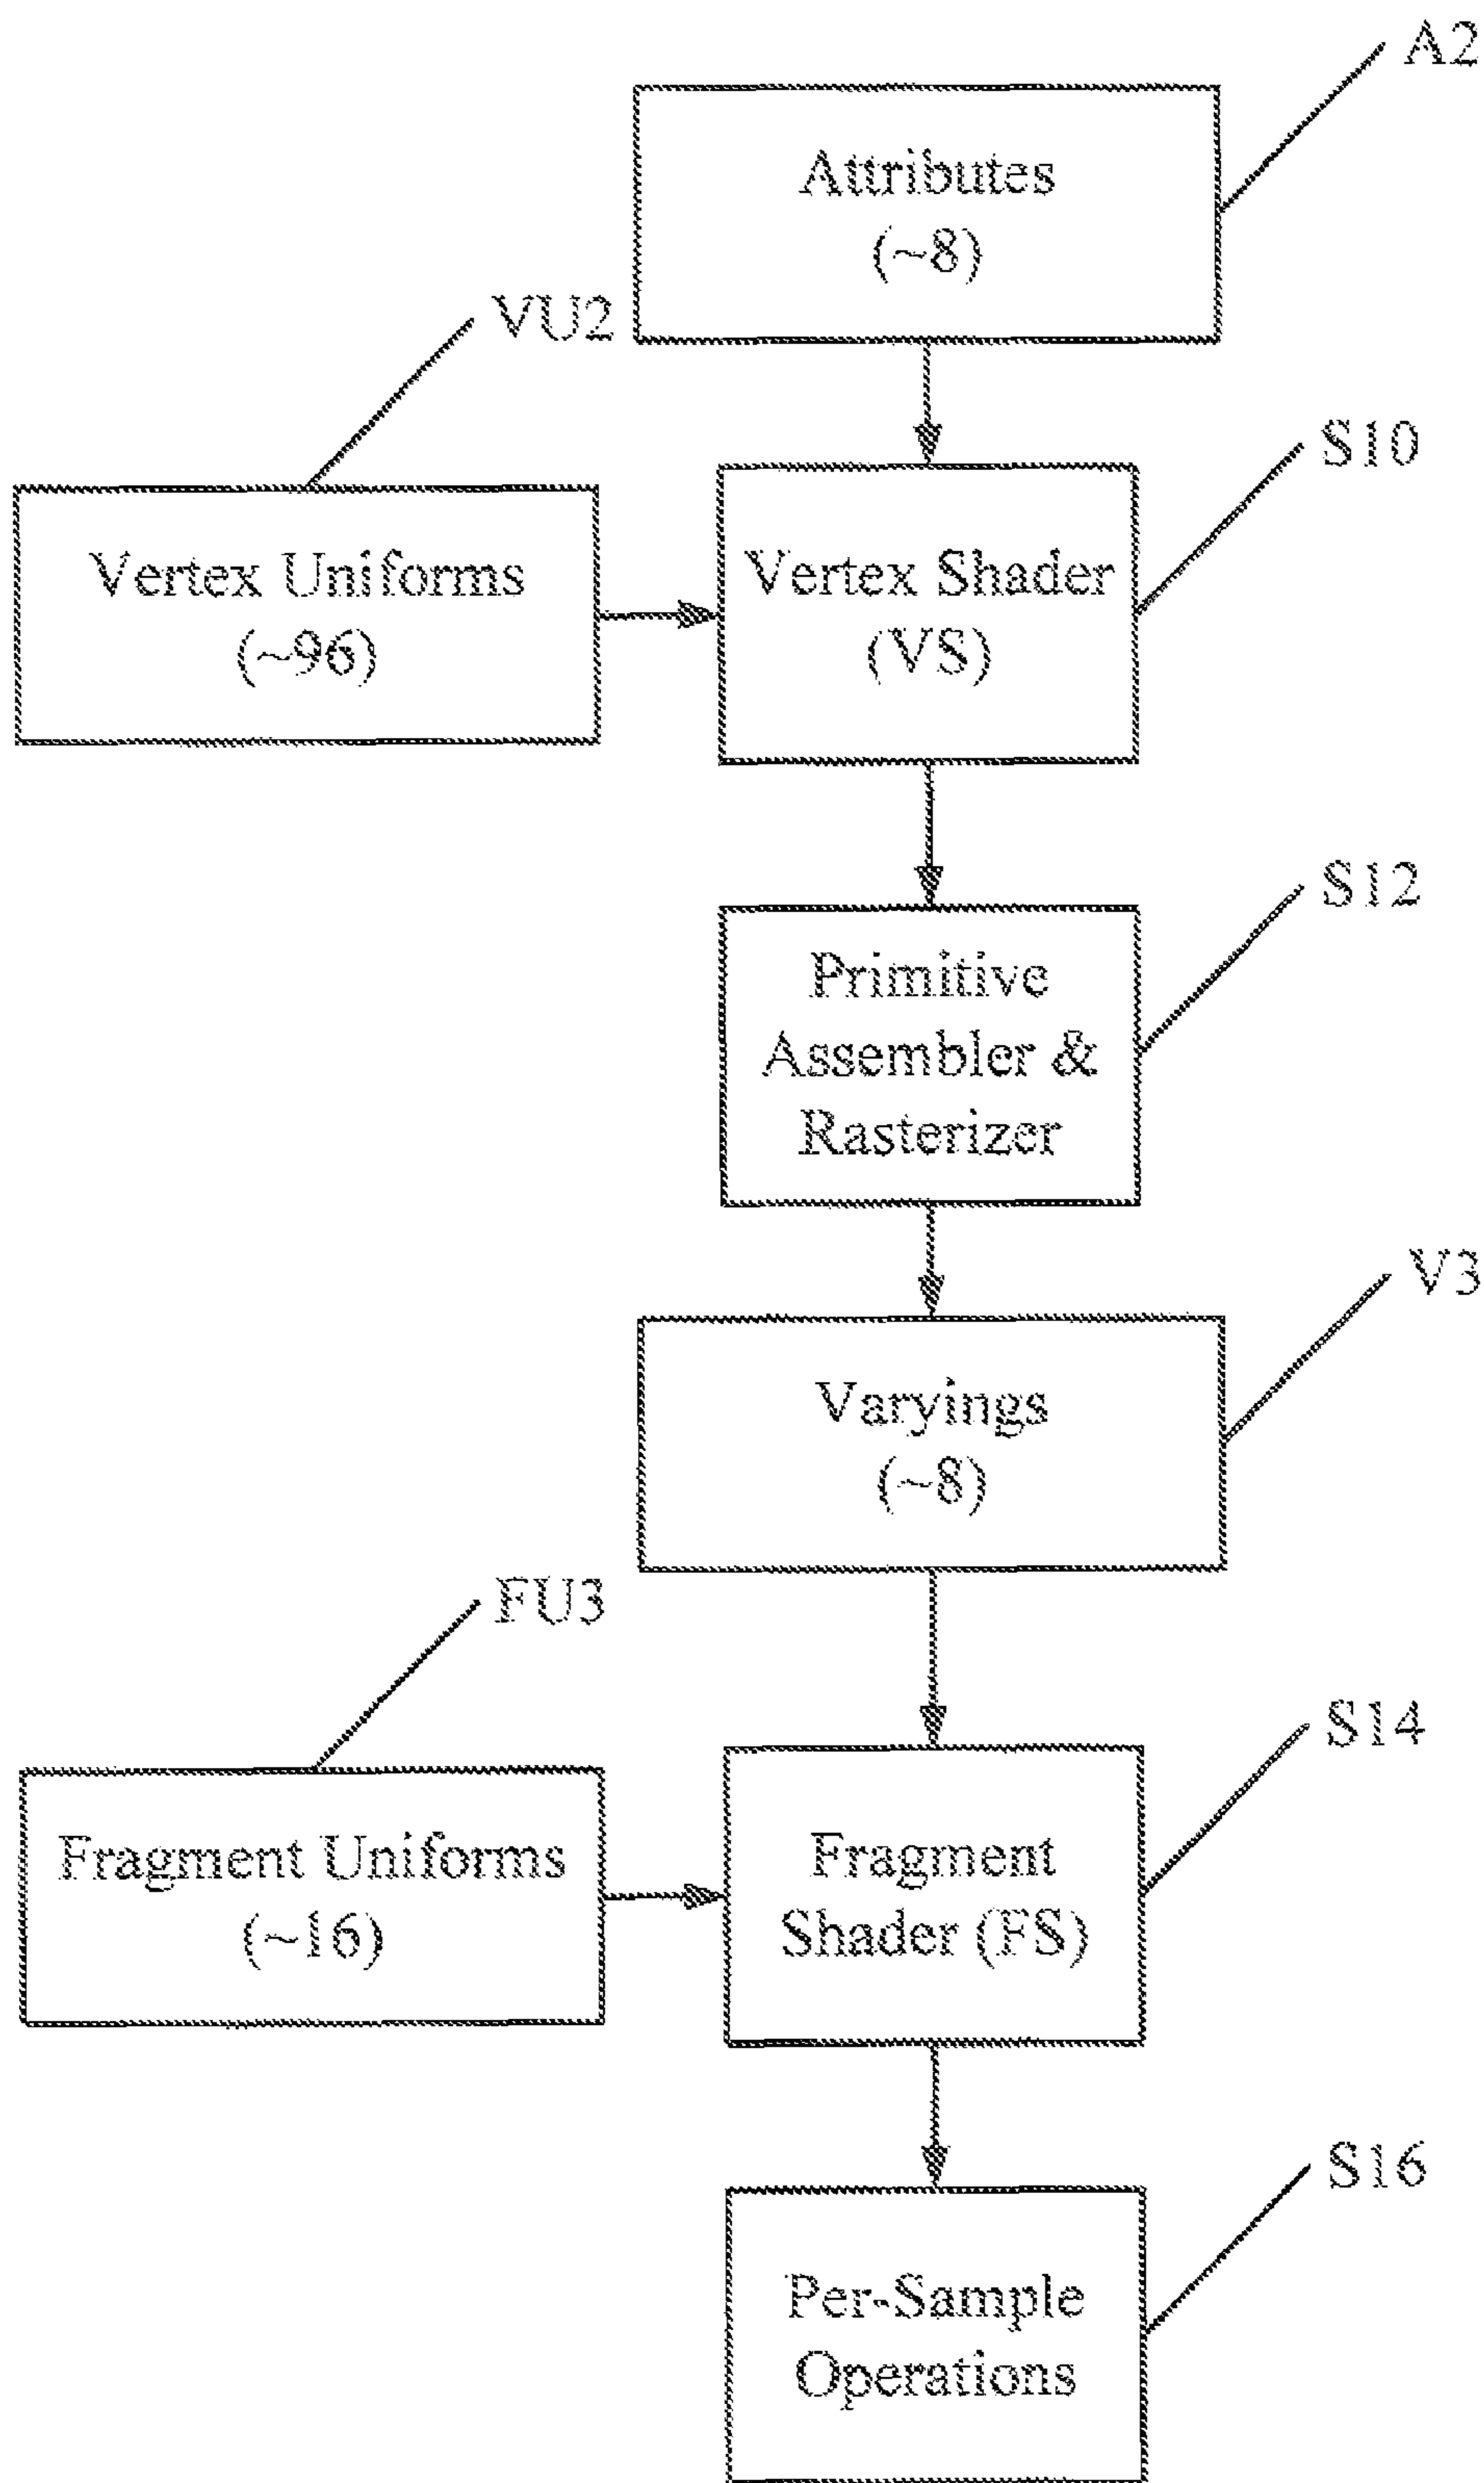 A2
Attributes
(~8)
VU2
S10
Vertex Uniforms
(~96)
Vertex Shader
(VS)
S12
Primitive
Assembler &
Rasterizer
V3
Varyings
(~8)
FU3
S14
Fragment Uniforms
(~16)
Fragment
Shader (FS)
S16
Per-Sample
Operations